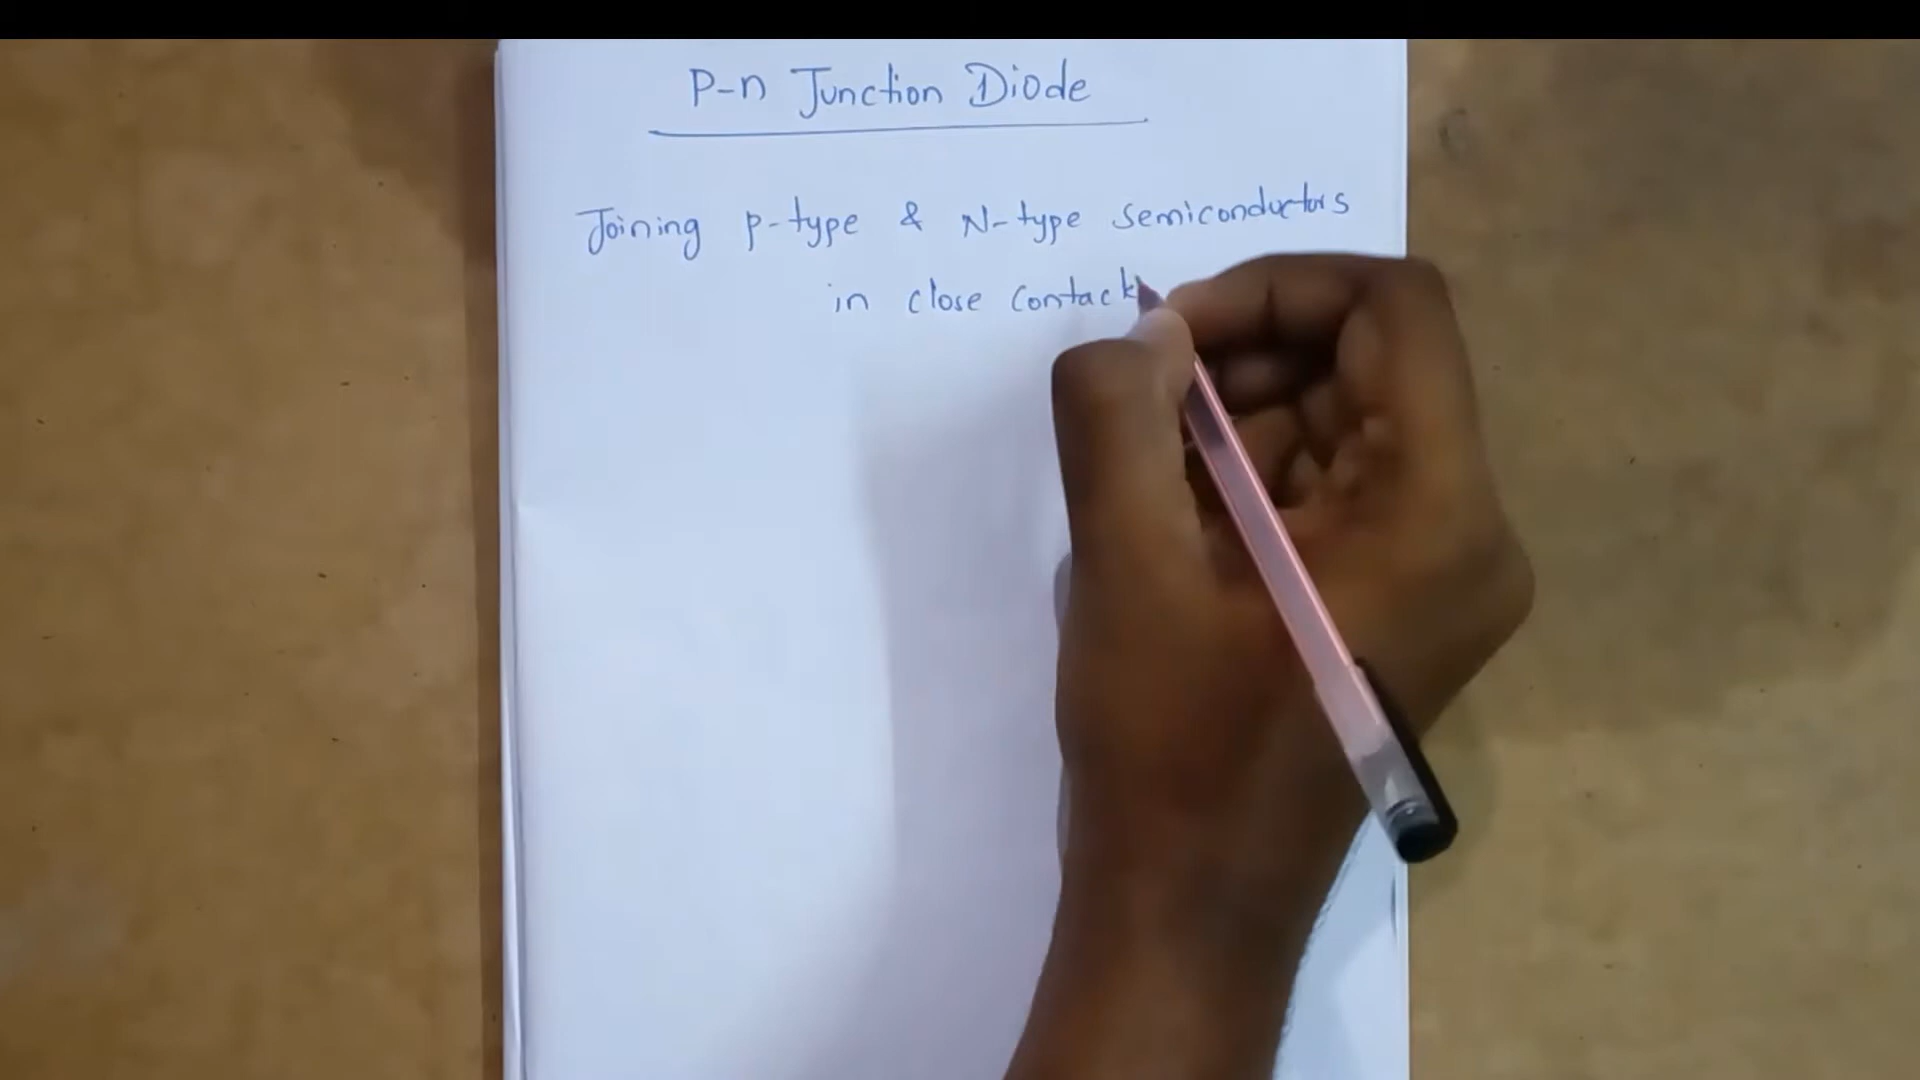 P-n Junction Diode
Joining p-type & N-type semiconductors
in close contact